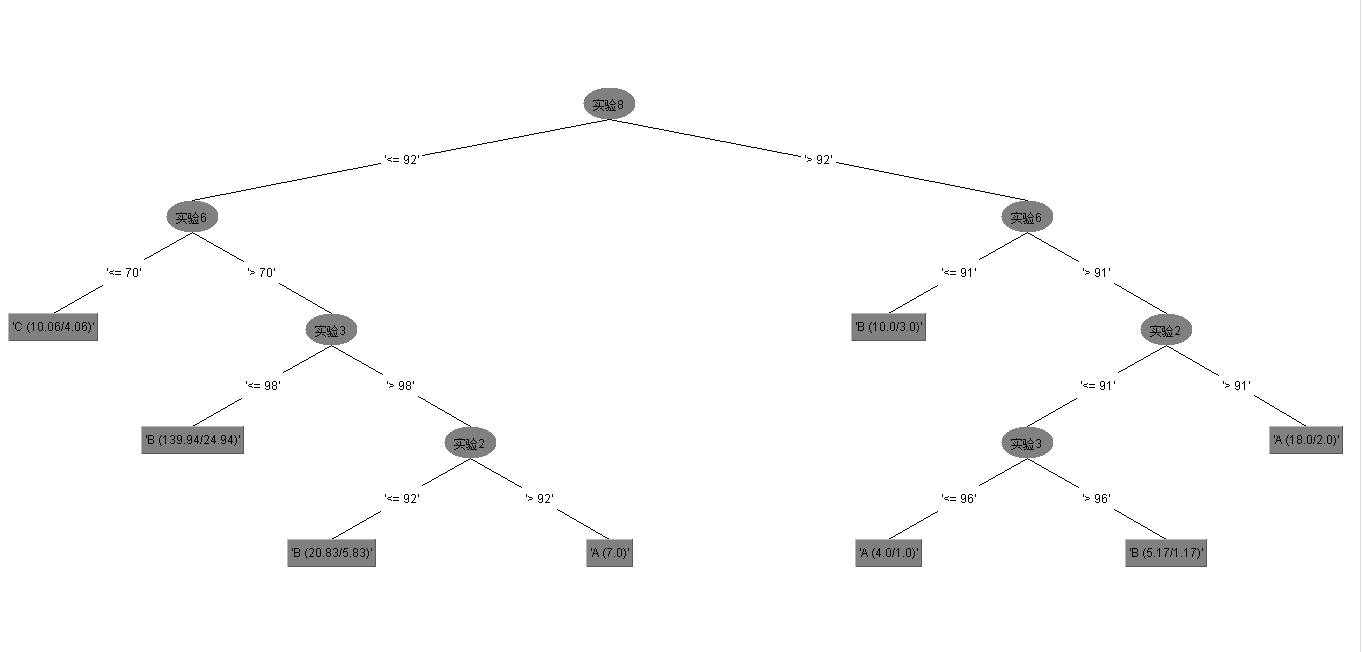 实验8
'<= 92'
'> 92'
实验6
实验6
'<= 70'
'> 70'
'<= 91'
'> 91'
'C (10.06/4.06)'
实验3
'B (10.0/3.0)'
实验2
'<= 98'
'> 98'
'<= 91'
'> 91'
'B (139.94/24.94)'
实验2
实验3
'A (18.0/2.0)'
'<= 92'
'> 92'
'<= 96'
'> 96'
'B (20.83/5.83)'
'A (7.0)'
'A (4.0/1.0)'
'B (5.17/1.17)'